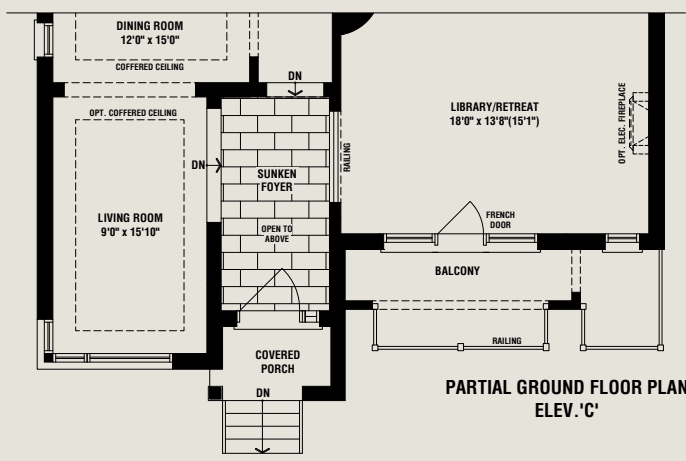 DINING ROOM
12'0" x 15'0"
COFFERED CEILING
DN
OPT. COFFERED CEILING
LIBRARY/RETREAT
18'0" x 13'8"(15'1")
OPT. ELEC. FIREPLACE
RAILING
DN
SUNKEN
FOYER
LIVING ROOM
9'0" x 15'10"
OPEN TO
ABOVE
FRENCH
DOOR
BALCONY
RAILING
COVERED
PORCH
DN
PARTIAL GROUND FLOOR PLAN
ELEV.'C'